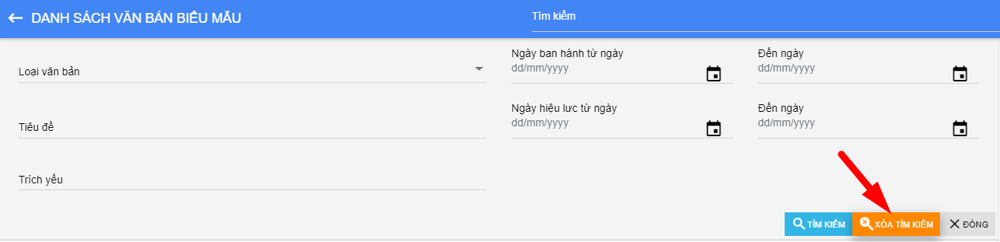 DANH SÁCH VĂN BẢN BIỂU MẪU
Tìm kiếm
Loại văn bản
Ngày ban hành từ ngày
dd/mm/yyyy
Đến ngày
dd/mm/yyyy
Tiêu đề
Ngày hiệu lực từ ngày
dd/mm/yyyy
Đến ngày
dd/mm/yyyy
Trích yếu
TÌM KIẾM
XÓA TÌM KIẾM
ĐÓNG